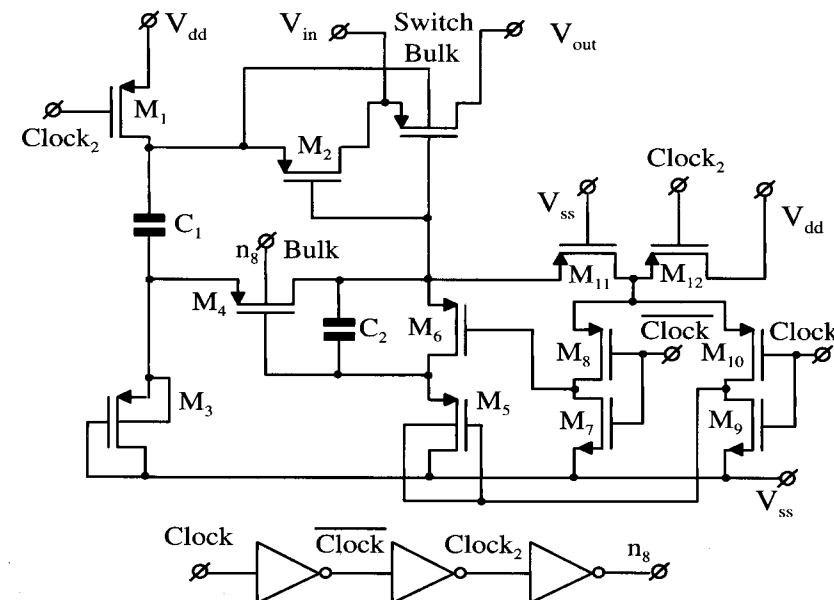 V_dd
V_in
Switch
Bulk
V_out
M_1
Clock_2
M_2
V_ss
Clock_2
V_dd
C_1
n_8
Bulk
M_4
C_2
M_6
M_11
M_12
M_8
Clock
M_10
Clock
M_3
M_5
M_7
M_9
V_ss
Clock
Clock
Clock_2
n_8